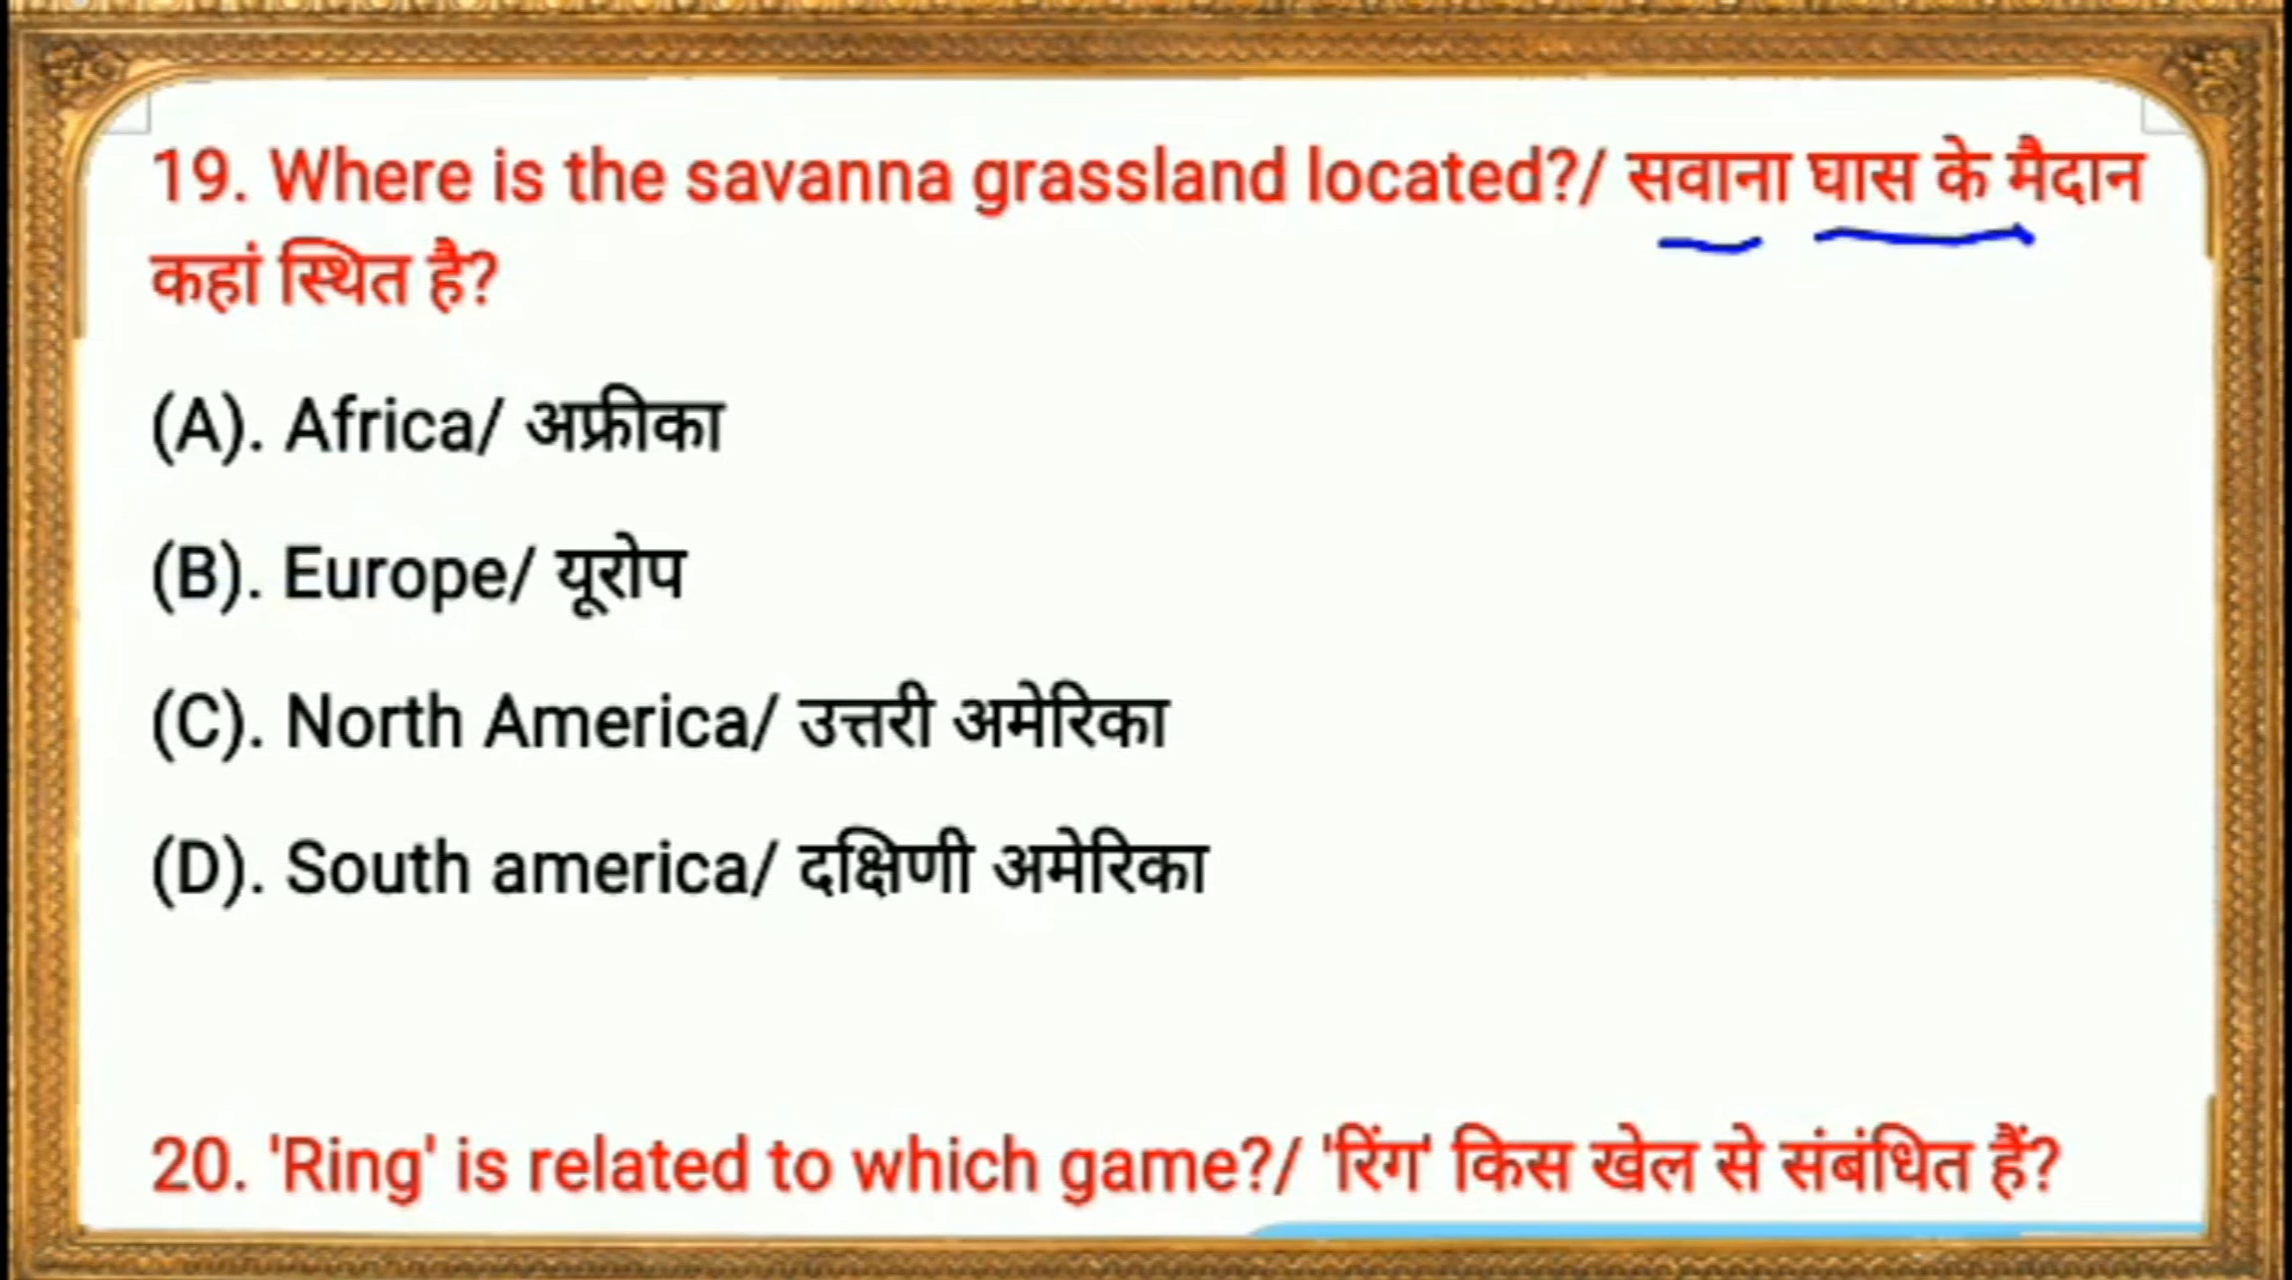 19. Where is the savanna grassland located?/ सवाना घास के मैदान
कहां स्थित है?
(A). Africa/ अफ्रीका
(B). Europe/ यूरोप
(C). North America/ उत्तरी अमेरिका
(D). South america/ दक्षिणी अमेरिका
20. 'Ring' is related to which game?/ 'रिंग' किस खेल से संबंधित हैं?